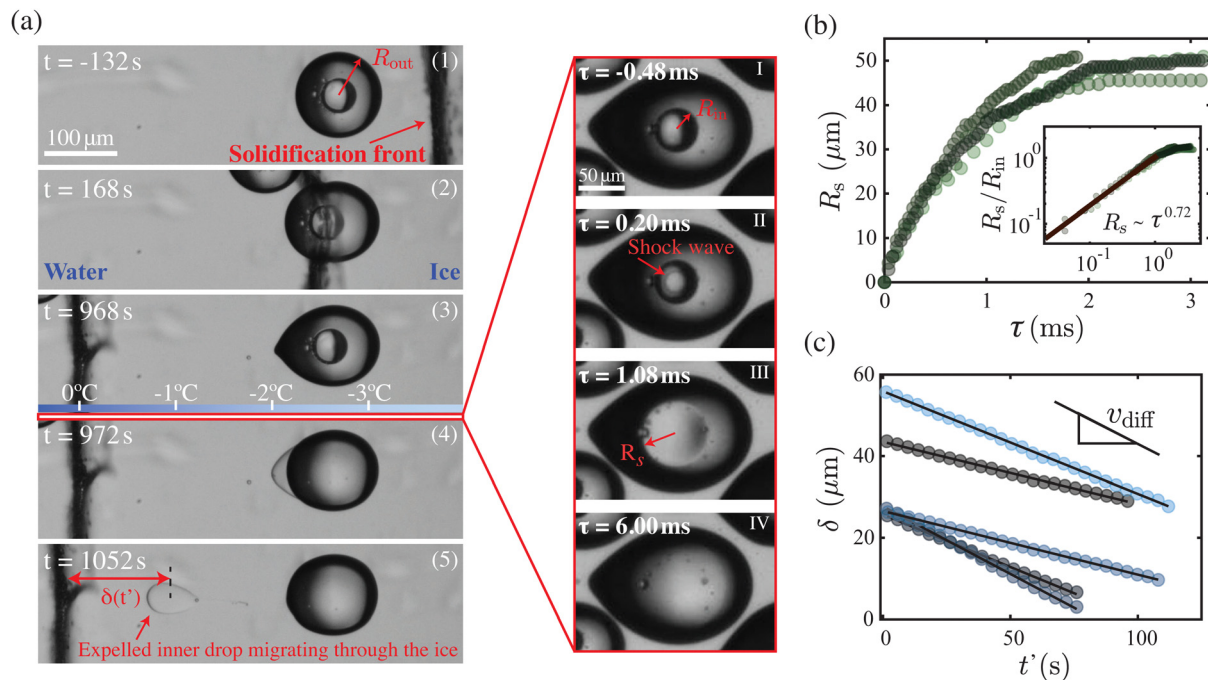 (a)
t = -132 s
(1)
R_out
100 μm
Solidification front
t = 168 s
(2)
Water
Ice
t = 968 s
(3)
0°C
-1°C
-2°C
-3°C
t = 972 s
(4)
t = 1052 s
(5)
δ(t')
Expelled inner drop migrating through the ice
τ = -0.48 ms
I
R_in
50 μm
τ = 0.20 ms
II
Shock wave
τ = 1.08 ms
III
R_s
τ = 6.00 ms
IV
(b)
R_s (μm)
50
40
30
20
10
0
0
1
2
3
τ (ms)
R_s/R_in
10^0
10^-1
10^-1
10^0
R_s ~ τ^0.72
(c)
δ (μm)
60
40
20
0
0
50
100
t' (s)
v_diff